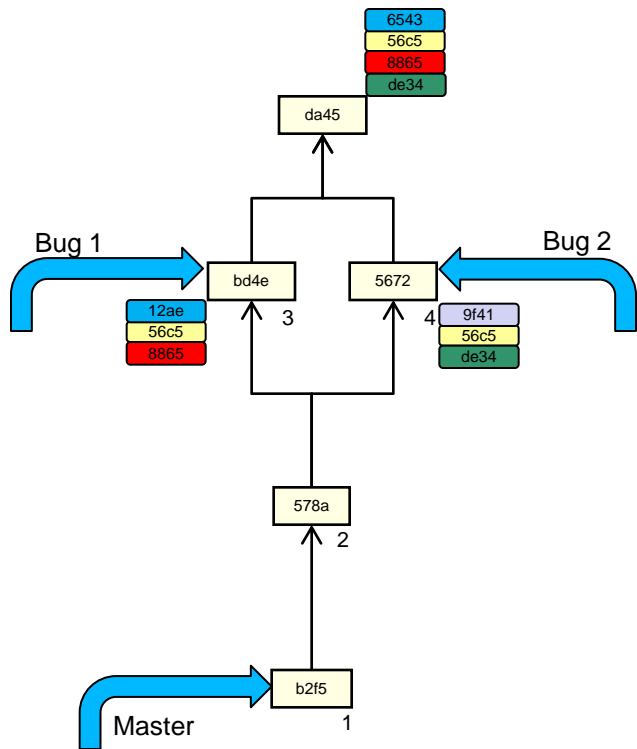 6543
56c5
8865
de34
da45
Bug 1
Bug 2
bd4e
5672
12ae
56c5
8865
3
4
9f41
56c5
de34
578a
2
b2f5
Master
1